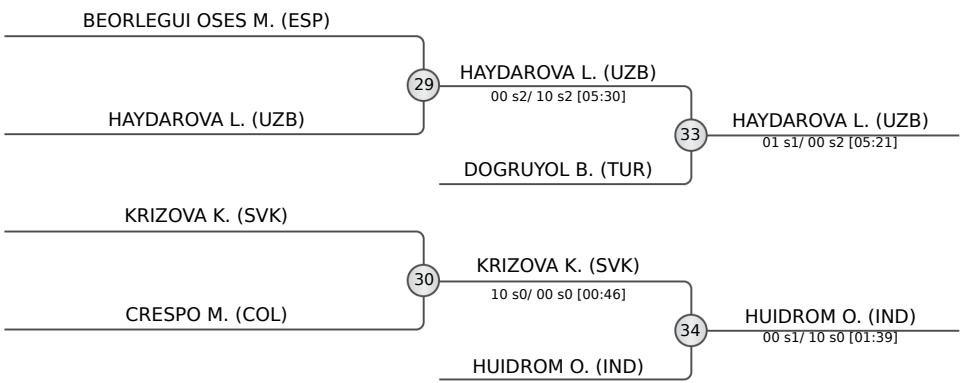 BEORLEGUI OSES M. (ESP)
29
HAYDAROVA L. (UZB)
HAYDAROVA L. (UZB)
00 s2/ 10 s2 [05:30]
33
DOGRUYOL B. (TUR)
HAYDAROVA L. (UZB)
01 s1/ 00 s2 [05:21]
KRIZOVA K. (SVK)
30
CRESPO M. (COL)
KRIZOVA K. (SVK)
10 s0/ 00 s0 [00:46]
34
HUIDROM O. (IND)
HUIDROM O. (IND)
00 s1/ 10 s0 [01:39]